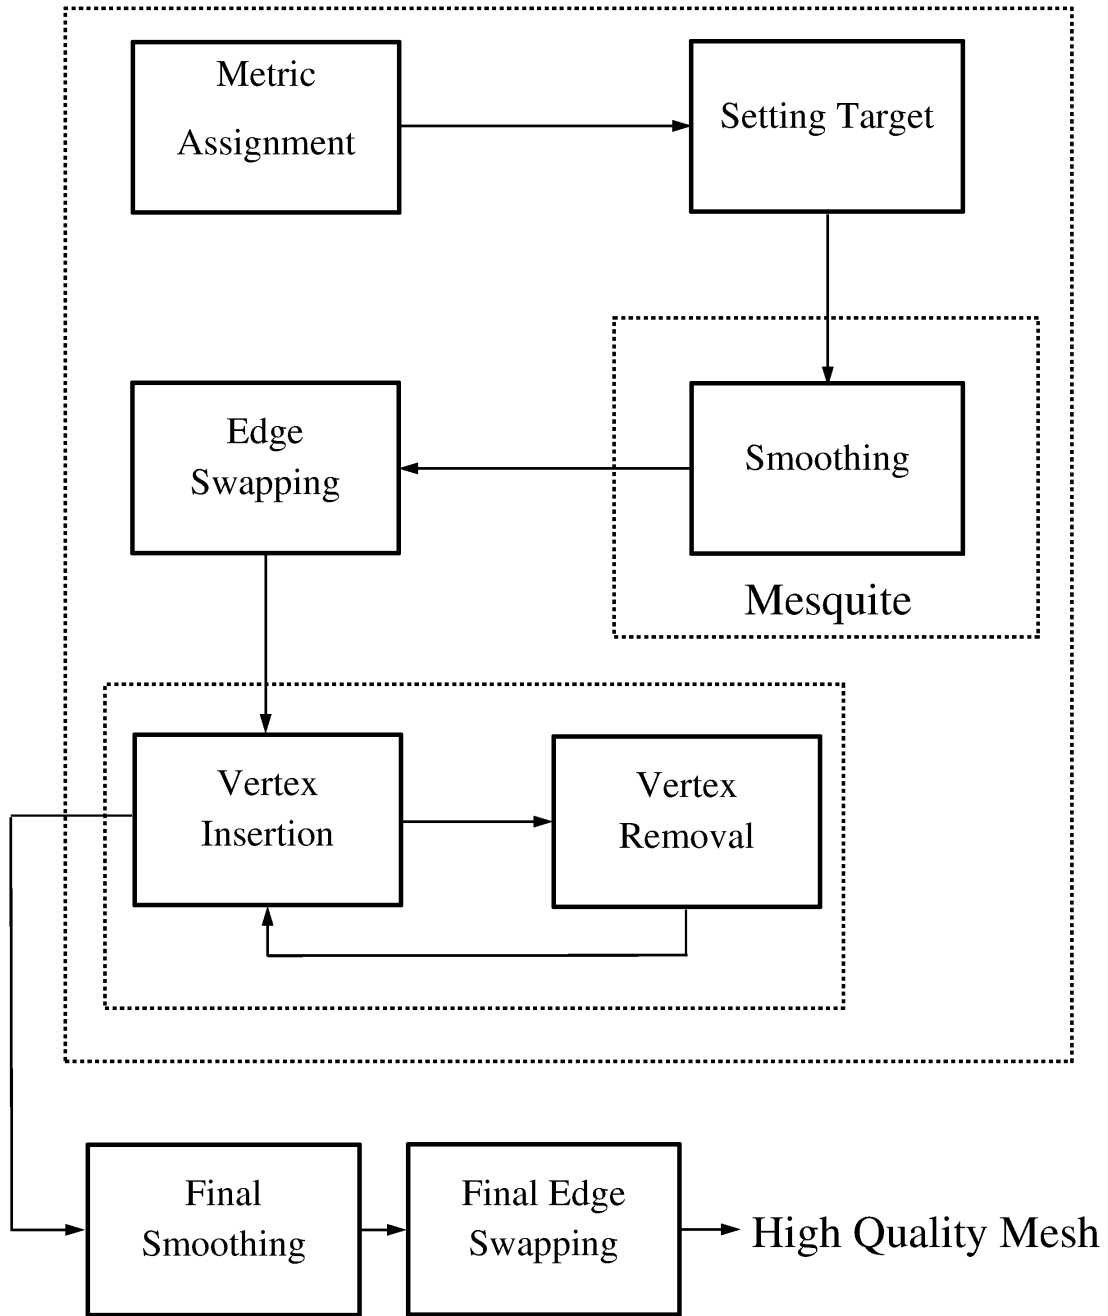 Metric
Assignment
Setting Target
Edge
Swapping
Smoothing
Mesquite
Vertex
Insertion
Vertex
Removal
Final
Smoothing
Final Edge
Swapping
High Quality Mesh